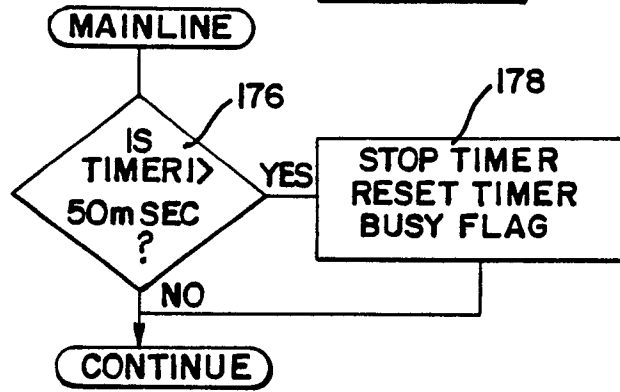 MAINLINE
176
IS
TIMER1>
50mSEC
?
YES
178
STOP TIMER
RESET TIMER
BUSY FLAG
NO
CONTINUE